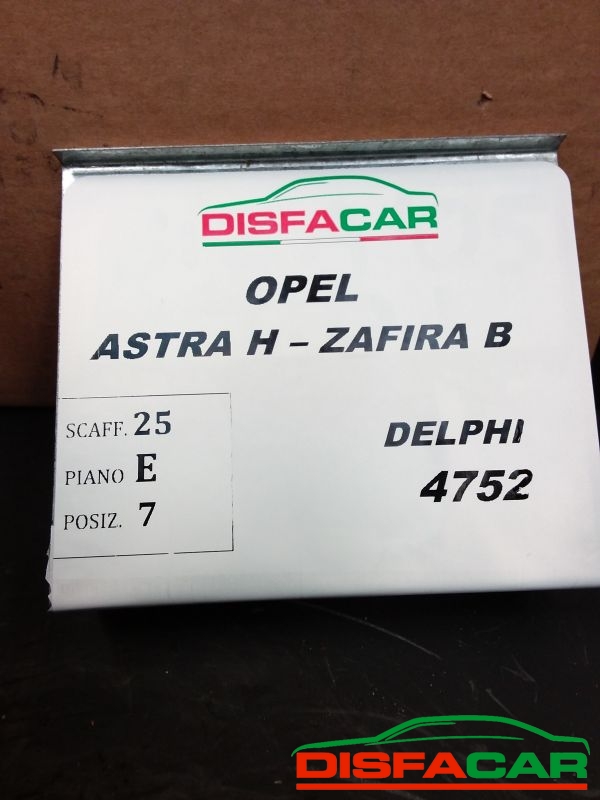 DISFACAR
OPEL
ASTRA H – ZAFIRA B
SCAFF. 25
PIANO E
POSIZ. 7
DELPHI
4752
DISFACAR